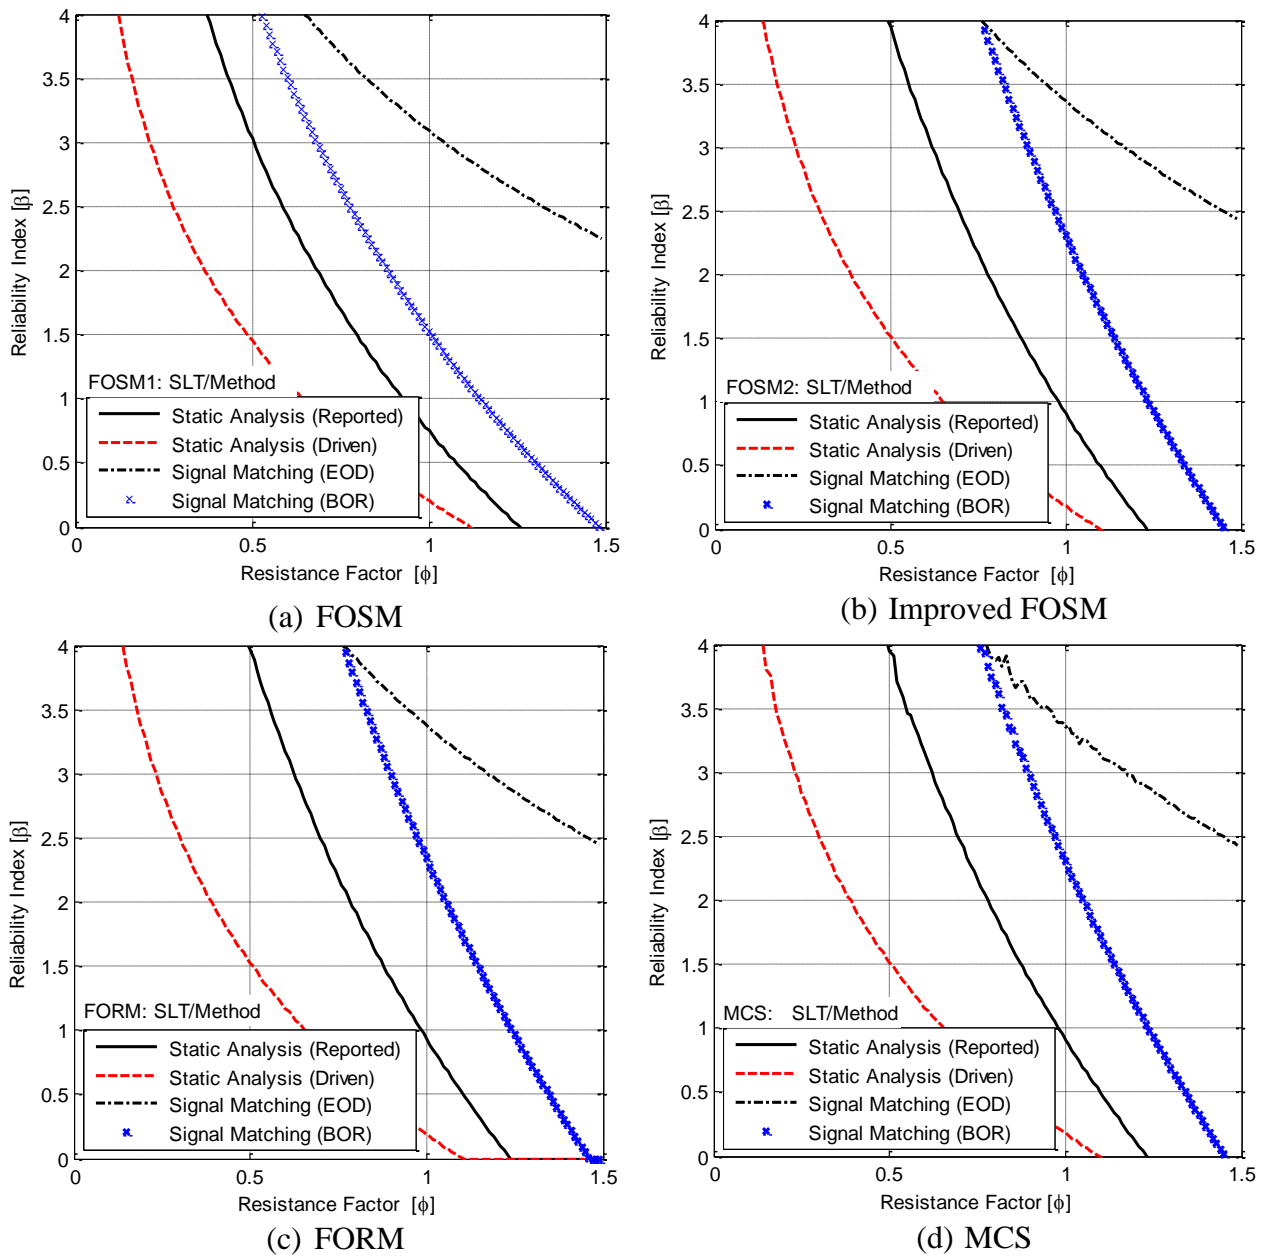 4
3.5
3
2.5
2
1.5
1
0.5
0
Reliability Index [β]
FOSM1: SLT/Method
Static Analysis (Reported)
Static Analysis (Driven)
Signal Matching (EOD)
Signal Matching (BOR)
0 0.5 1 1.5
Resistance Factor [ϕ]
(a) FOSM
4
3.5
3
2.5
2
1.5
1
0.5
0
Reliability Index [β]
FOSM2: SLT/Method
Static Analysis (Reported)
Static Analysis (Driven)
Signal Matching (EOD)
Signal Matching (BOR)
0 0.5 1 1.5
Resistance Factor [ϕ]
(b) Improved FOSM
4
3.5
3
2.5
2
1.5
1
0.5
0
Reliability Index [β]
FORM: SLT/Method
Static Analysis (Reported)
Static Analysis (Driven)
Signal Matching (EOD)
Signal Matching (BOR)
0 0.5 1 1.5
Resistance Factor [ϕ]
(c) FORM
4
3.5
3
2.5
2
1.5
1
0.5
0
Reliability Index [β]
MCS: SLT/Method
Static Analysis (Reported)
Static Analysis (Driven)
Signal Matching (EOD)
Signal Matching (BOR)
0 0.5 1 1.5
Resistance Factor [ϕ]
(d) MCS